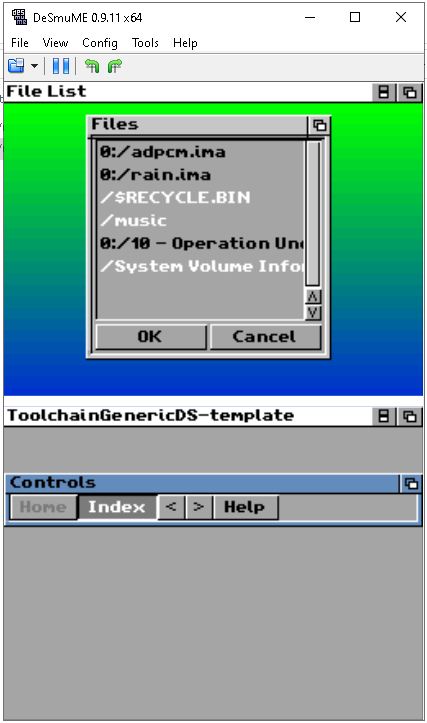 DeSmuME 0.9.11 x64
File View Config Tools Help
File List
Files
0:/adpcm.ima
0:/rain.ima
/$RECYCLE.BIN
/music
0:/10 - Operation Und
/System Volume Infor
OK Cancel
ToolchainGenericDS-template
Controls
Home Index < > Help